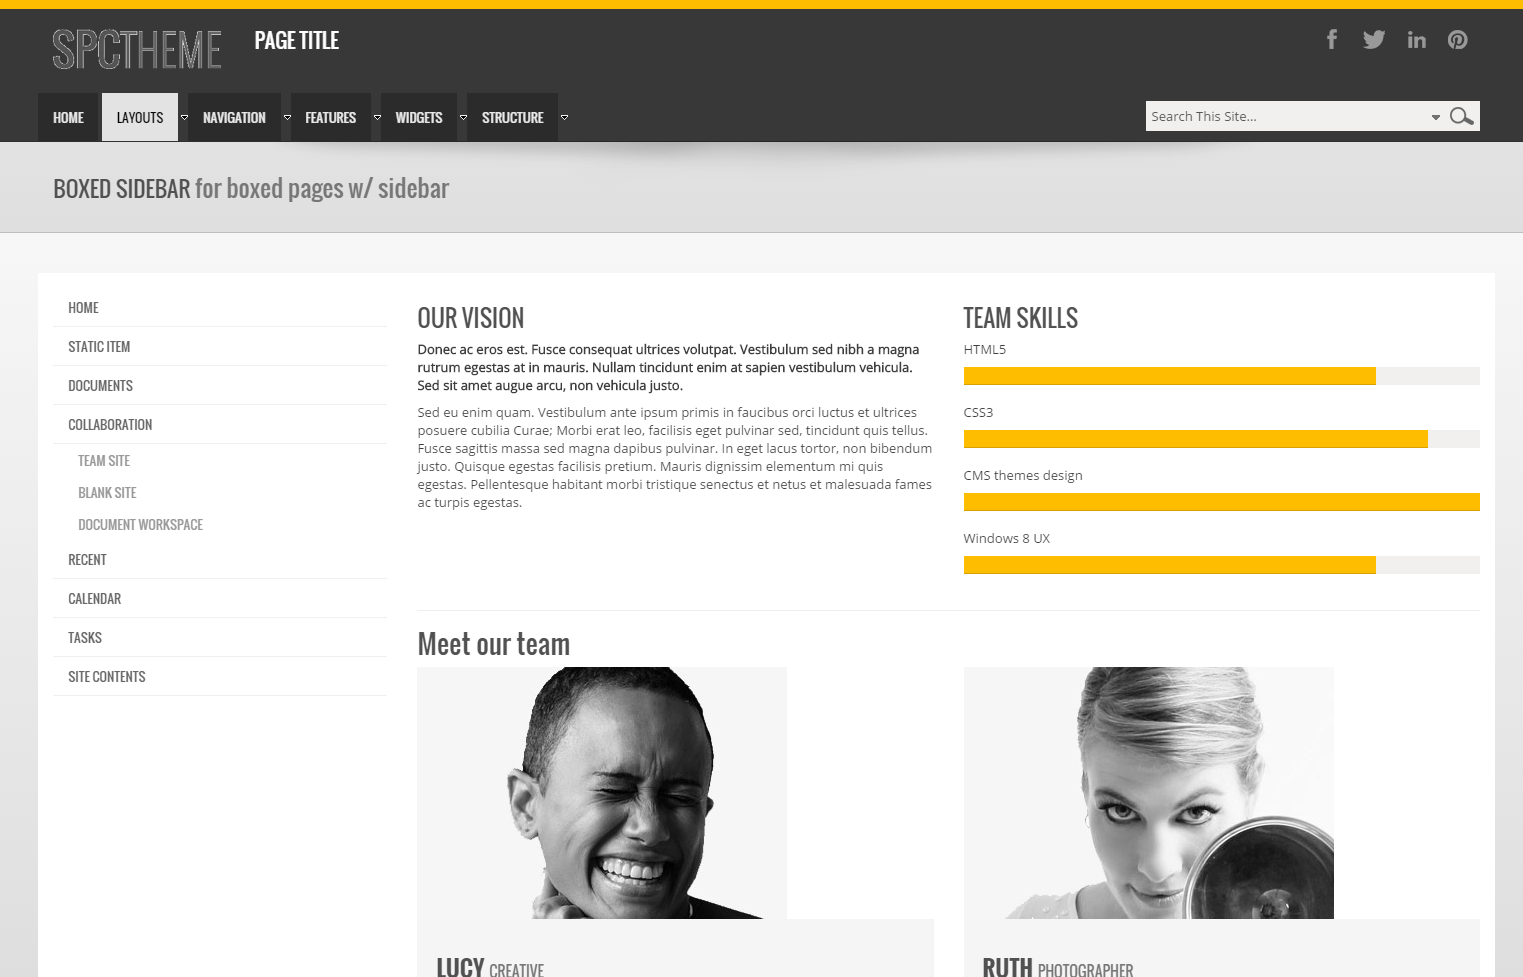 SPCTHEME
PAGE TITLE
HOME
LAYOUTS
NAVIGATION
FEATURES
WIDGETS
STRUCTURE
Search This Site...
BOXED SIDEBAR for boxed pages w/ sidebar
HOME
STATIC ITEM
DOCUMENTS
COLLABORATION
TEAM SITE
BLANK SITE
DOCUMENT WORKSPACE
RECENT
CALENDAR
TASKS
SITE CONTENTS
OUR VISION
Donec ac eros est. Fusce consequat ultrices volutpat. Vestibulum sed nibh a magna
rutrum egestas at in mauris. Nullam tincidunt enim at sapien vestibulum vehicula.
Sed sit amet augue arcu, non vehicula justo.
Sed eu enim quam. Vestibulum ante ipsum primis in faucibus orci luctus et ultrices
posuere cubilia Curae; Morbi erat leo, facilisis eget pulvinar sed, tincidunt quis tellus.
Fusce sagittis massa sed magna dapibus pulvinar. In eget lacus tortor, non bibendum
justo. Quisque egestas facilisis pretium. Mauris dignissim elementum mi quis
egestas. Pellentesque habitant morbi tristique senectus et netus et malesuada fames
ac turpis egestas.
TEAM SKILLS
HTML5
CSS3
CMS themes design
Windows 8 UX
Meet our team
LUCY CREATIVE
RUTH PHOTOGRAPHER